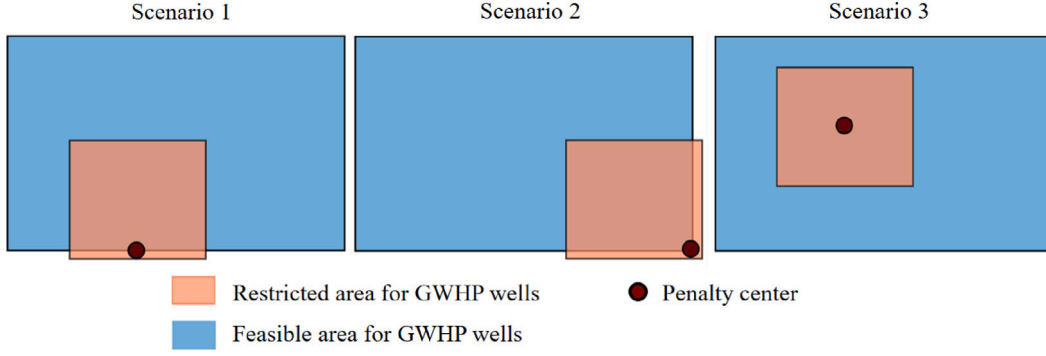 Scenario 1
Scenario 2
Scenario 3
Restricted area for GWHP wells
Penalty center
Feasible area for GWHP wells